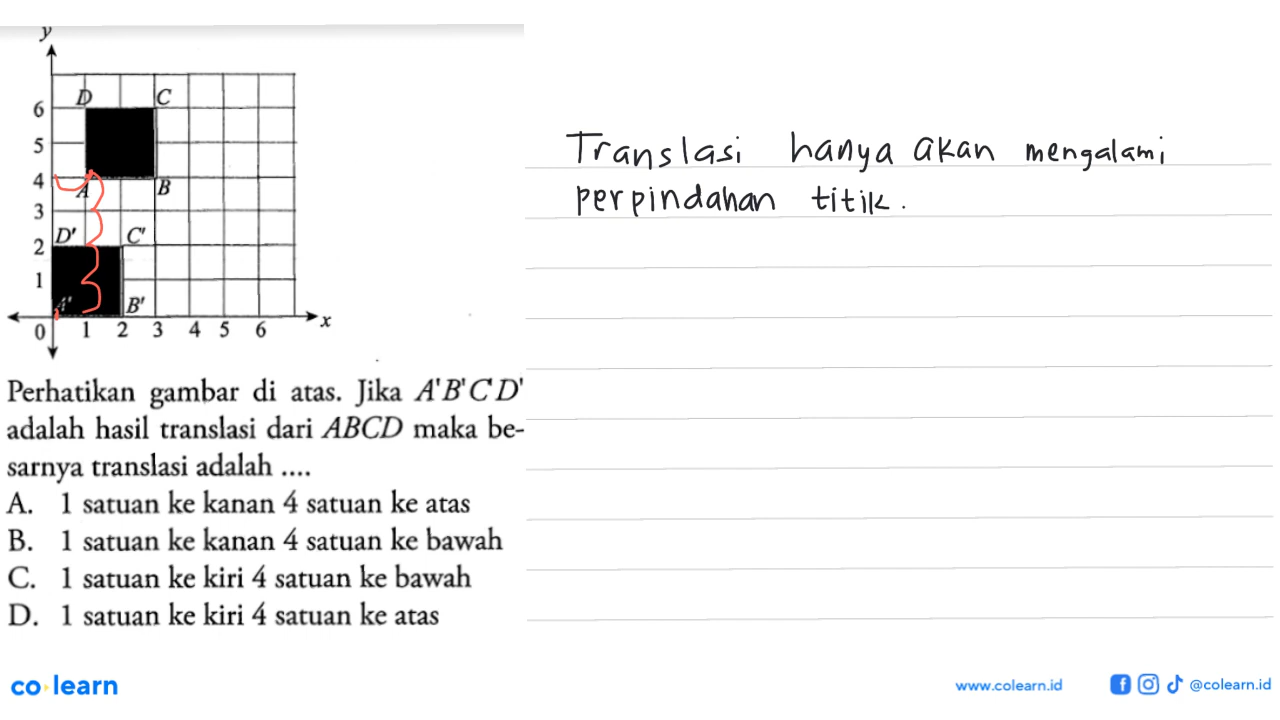 y
D C
6
5
4
A B
3
D' C'
2
1
A' B'
0 1 2 3 4 5 6 x
Translasi hanya akan mengalami
perpindahan titik.
Perhatikan gambar di atas. Jika A'B'C'D'
adalah hasil translasi dari ABCD maka be-
sarnya translasi adalah ....
A. 1 satuan ke kanan 4 satuan ke atas
B. 1 satuan ke kanan 4 satuan ke bawah
C. 1 satuan ke kiri 4 satuan ke bawah
D. 1 satuan ke kiri 4 satuan ke atas
co learn
www.colearn.id @colearn.id